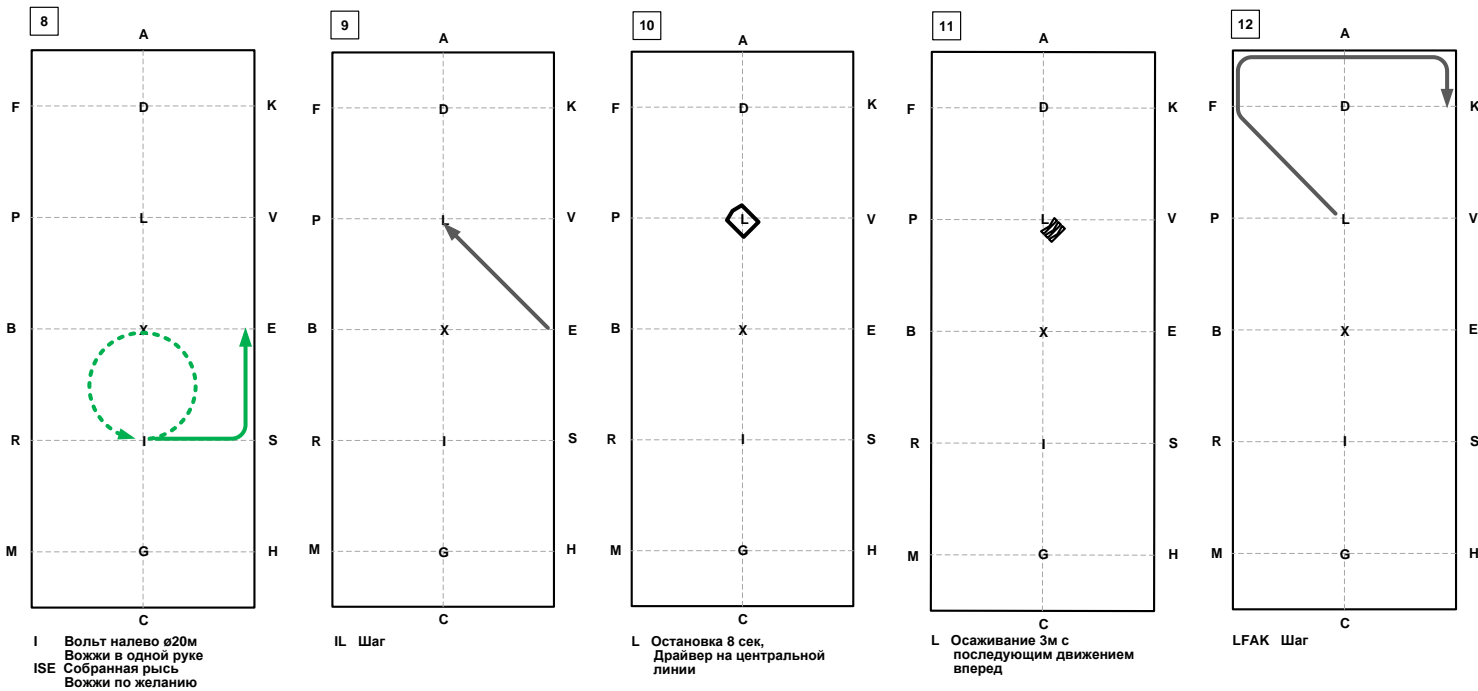 8
A
F D K
P L V
B X E
R I S
M G H
C
I Вольт налево ø20м
Вожжи в одной руке
ISE Собранная рысь
Вожжи по желанию
9
A
F D K
P L V
B X E
R I S
M G H
C
IL Шаг
10
A
F D K
P L V
B X E
R I S
M G H
C
L Остановка 8 сек,
Драйвер на центральной
линии
11
A
F D K
P L V
B X E
R I S
M G H
C
L Осаживание 3м с
последующим движением
вперед
12
A
F D K
P L V
B X E
R I S
M G H
C
LFAK Шаг